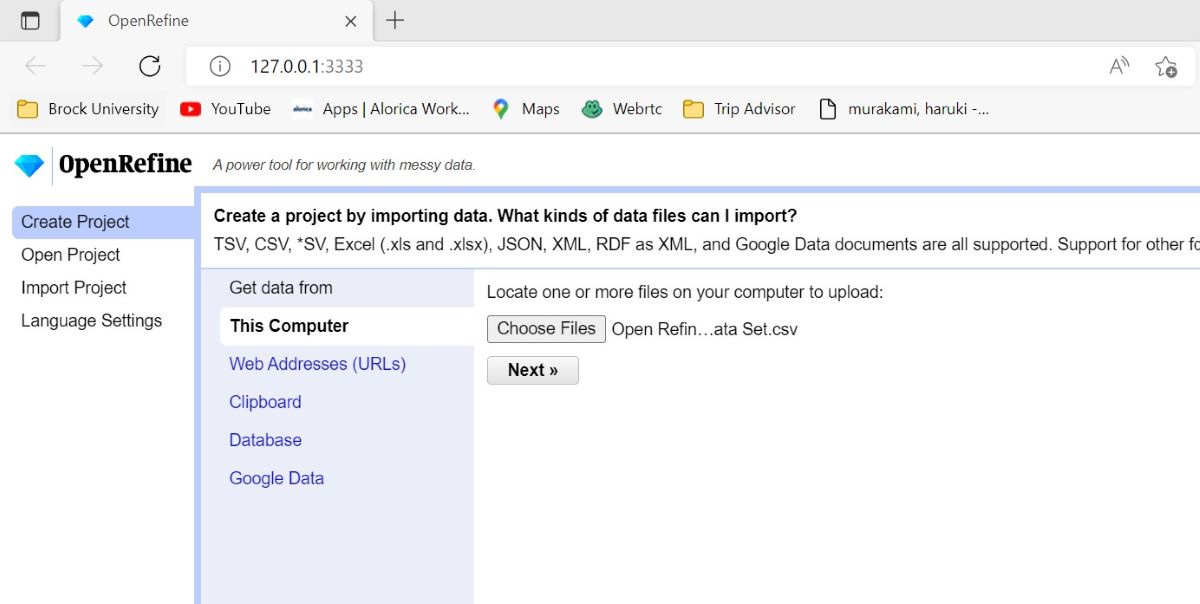 OpenRefine
127.0.0.1:3333
Brock University YouTube alorica Apps | Alorica Work... Maps Webrtc Trip Advisor murakami, haruki -...
OpenRefine A power tool for working with messy data.
Create Project
Open Project
Import Project
Language Settings
Create a project by importing data. What kinds of data files can I import?
TSV, CSV, *SV, Excel (.xls and .xlsx), JSON, XML, RDF as XML, and Google Data documents are all supported. Support for other fo
Get data from
This Computer
Web Addresses (URLs)
Clipboard
Database
Google Data
Locate one or more files on your computer to upload:
Choose Files Open Refin…ata Set.csv
Next »